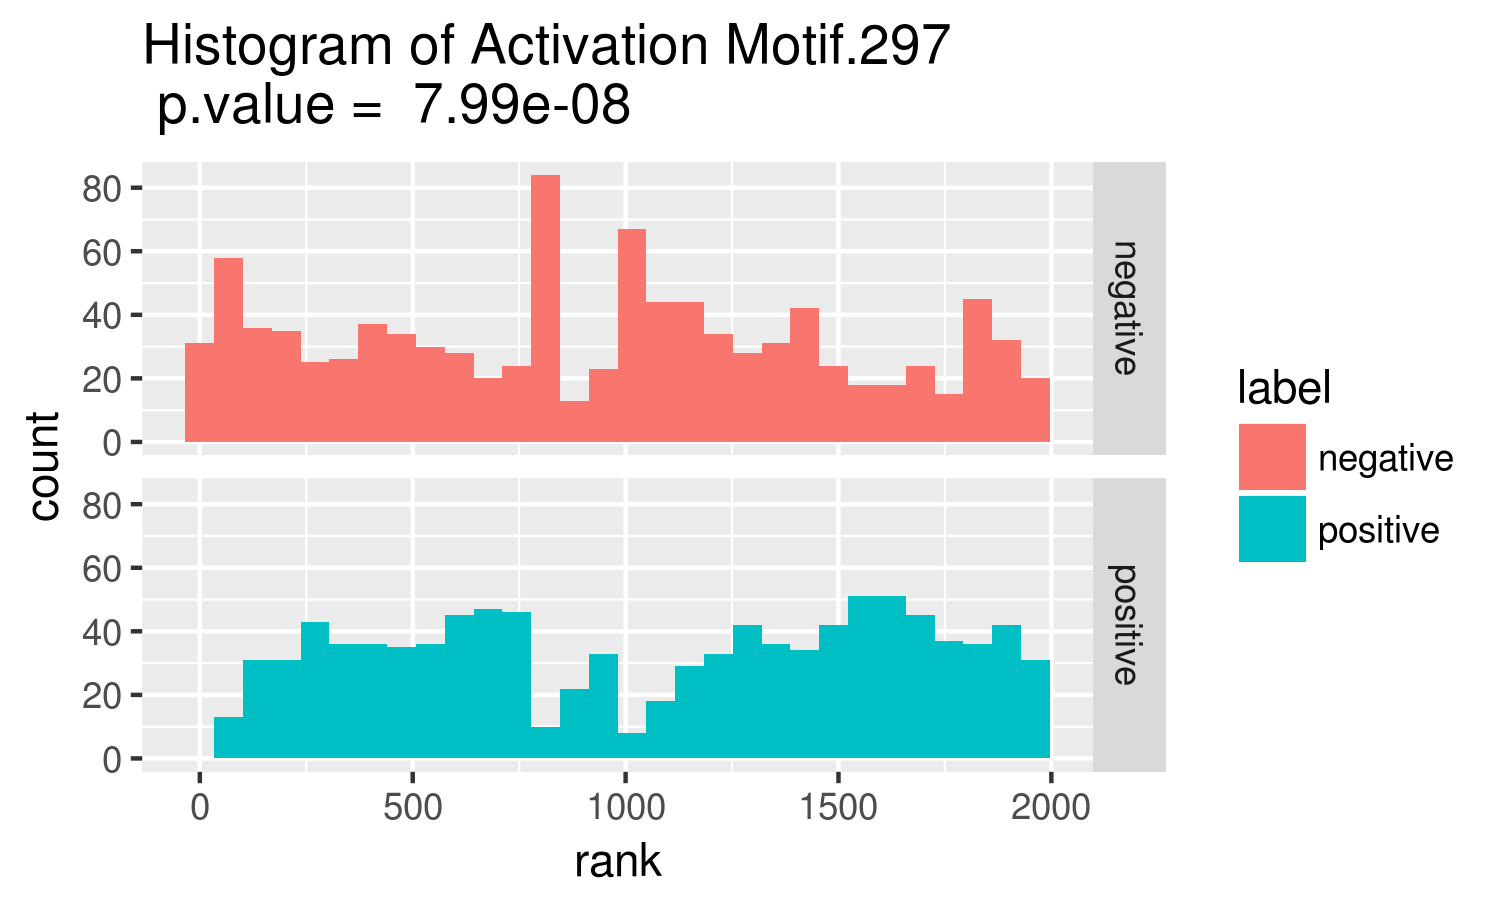 Histogram of Activation Motif.297
p.value = 7.99e-08
80
60
40
20
0
negative
80
60
40
20
0
positive
count
0 500 1000 1500 2000
rank
label
negative
positive